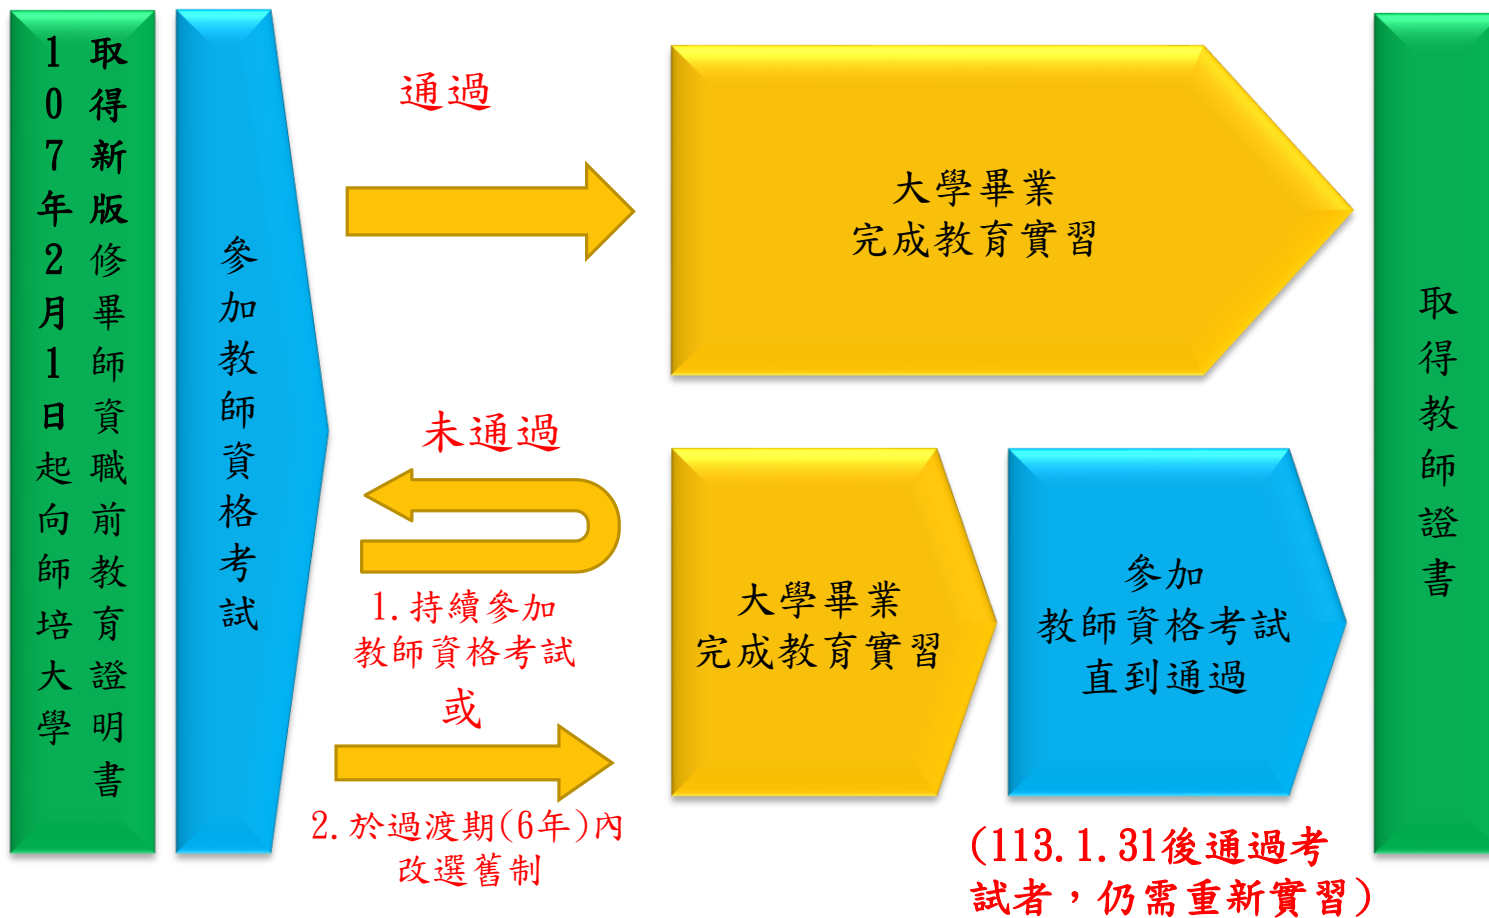 107年2月1日起向師培大學
取得新版修畢師資職前教育證明書
參加教師資格考試
通過
大學畢業
完成教育實習
未通過
1.持續參加
教師資格考試
或
2.於過渡期(6年)內
改選舊制
大學畢業
完成教育實習
參加
教師資格考試
直到通過
(113.1.31後通過考
試者，仍需重新實習)
取得教師證書